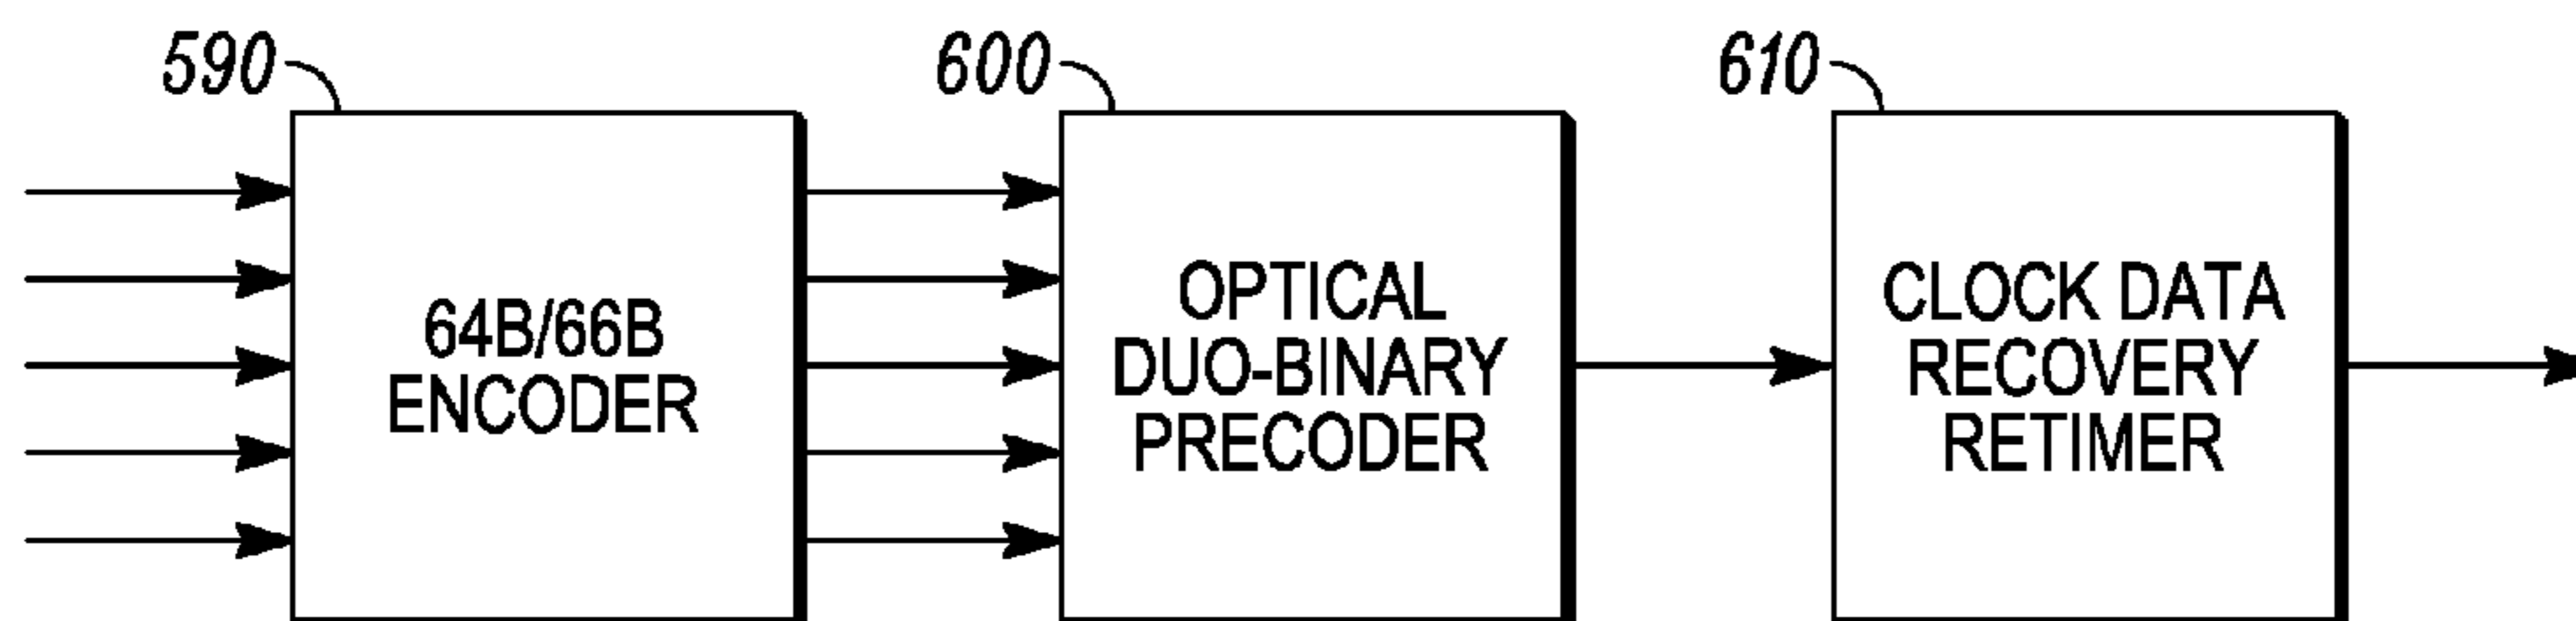 590
600
610
64B/66B
ENCODER
OPTICAL
DUO-BINARY
PRECODER
CLOCK DATA
RECOVERY
RETIMER